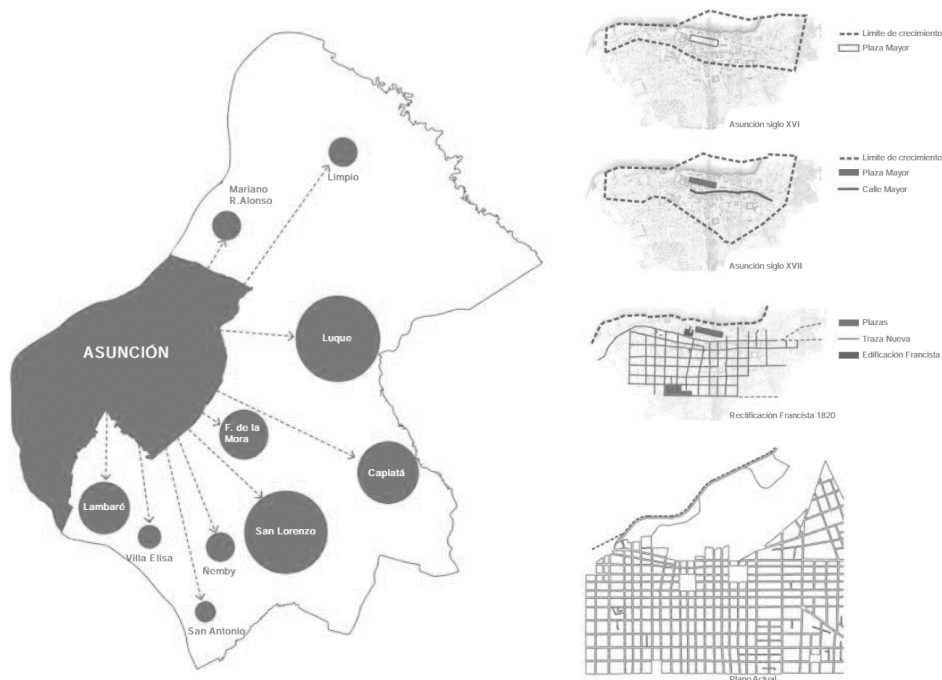 Limpio
Mariano
R.Alonso
Luque
ASUNCIÓN
F. de la
Mora
Capiatá
Lambaré
San Lorenzo
Villa Elisa
Ñemby
San Antonio
Limite de crecimiento
Plaza Mayor
Asunción siglo XVI
Limite de crecimiento
Plaza Mayor
Calle Mayor
Asunción siglo XVII
Plazas
Traza Nueva
Edificación Francista
Rectificación Francista 1820
Plano Actual